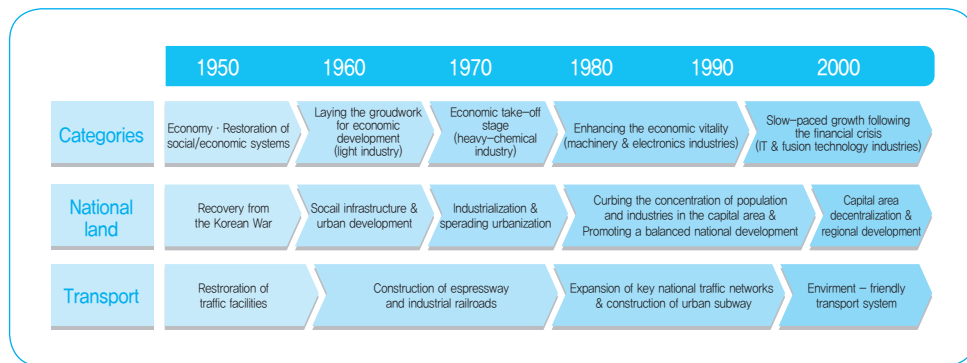 1950 1960 1970 1980 1990 2000
Categories
Economy · Restoration of
social/economic systems
Laying the groudwork
for economic
development
(light industry)
Economic take-off
stage
(heavy-chemical
industry)
Enhancing the economic vitality
(machinery & electronics industries)
Slow-paced growth following
the financial crisis
(IT & fusion technology industries)
National
land
Recovery from
the Korean War
Socail infrastructure &
urban development
Industrialization &
sperading urbanization
Curbing the concentration of population
and industries in the capital area &
Promoting a balanced national development
Capital area
decentralization &
regional development
Transport
Restroration of
traffic facilities
Construction of espressway
and industrial railroads
Expansion of key national traffic networks
& construction of urban subway
Envirment – friendly
transport system